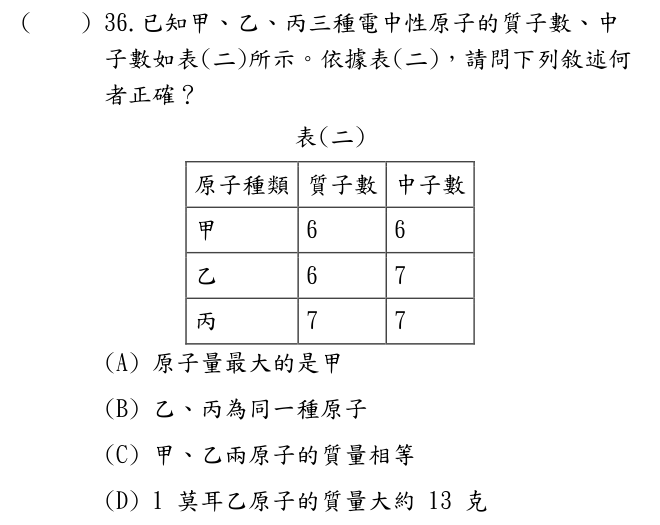 (　　) 36.已知甲、乙、丙三種電中性原子的質子數、中
子數如表(二)所示。依據表(二)，請問下列敘述何
者正確？
表(二)
原子種類 質子數 中子數
甲 6 6
乙 6 7
丙 7 7
(A) 原子量最大的是甲
(B) 乙、丙為同一種原子
(C) 甲、乙兩原子的質量相等
(D) 1 莫耳乙原子的質量大約 13 克